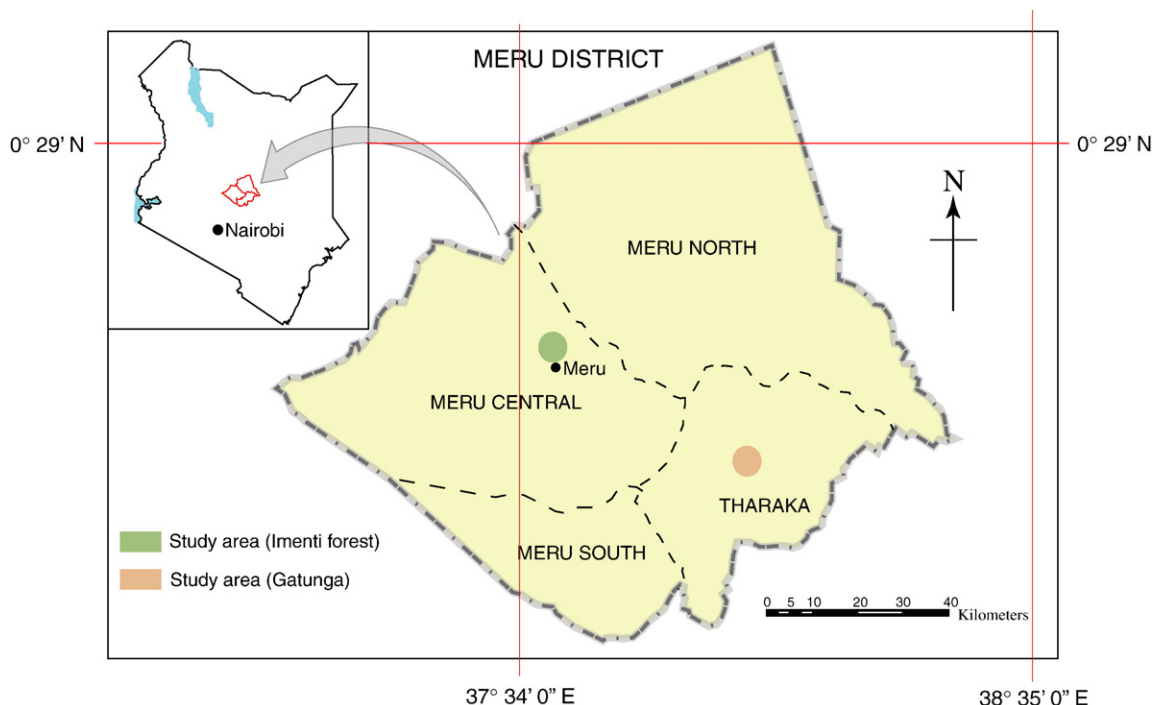 MERU DISTRICT
0° 29’ N
0° 29’ N
N
Nairobi
MERU NORTH
Meru
MERU CENTRAL
THARAKA
MERU SOUTH
Study area (Imenti forest)
Study area (Gatunga)
0 5 10 20 30 40
Kilometers
37° 34’ 0” E
38° 35’ 0” E